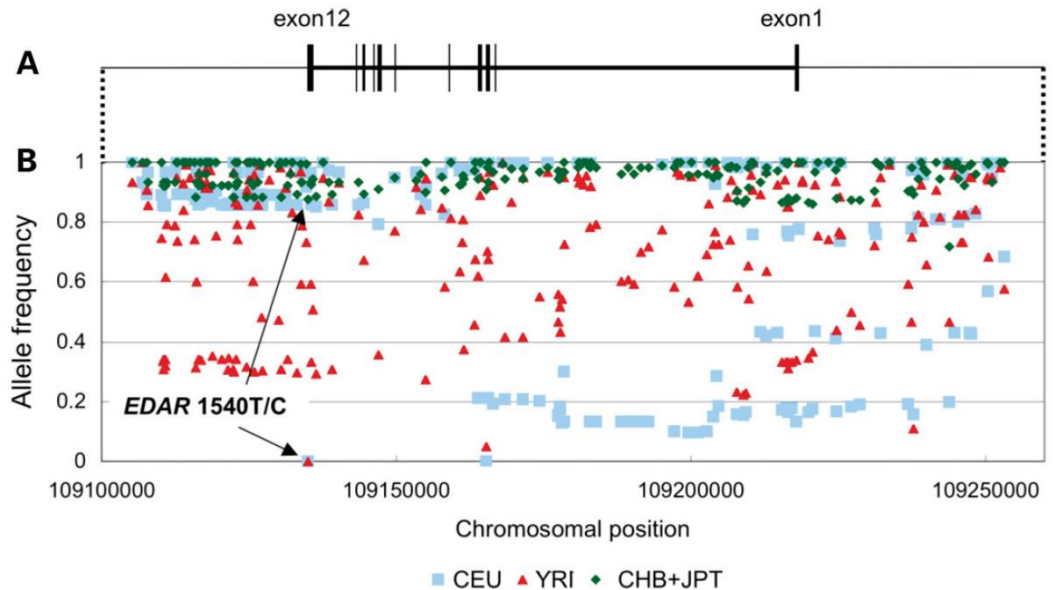 exon12 exon1
A
B
1
0.8
0.6
0.4
0.2
0
Allele frequency
EDAR 1540T/C
109100000 109150000 109200000 109250000
Chromosomal position
CEU YRI CHB+JPT